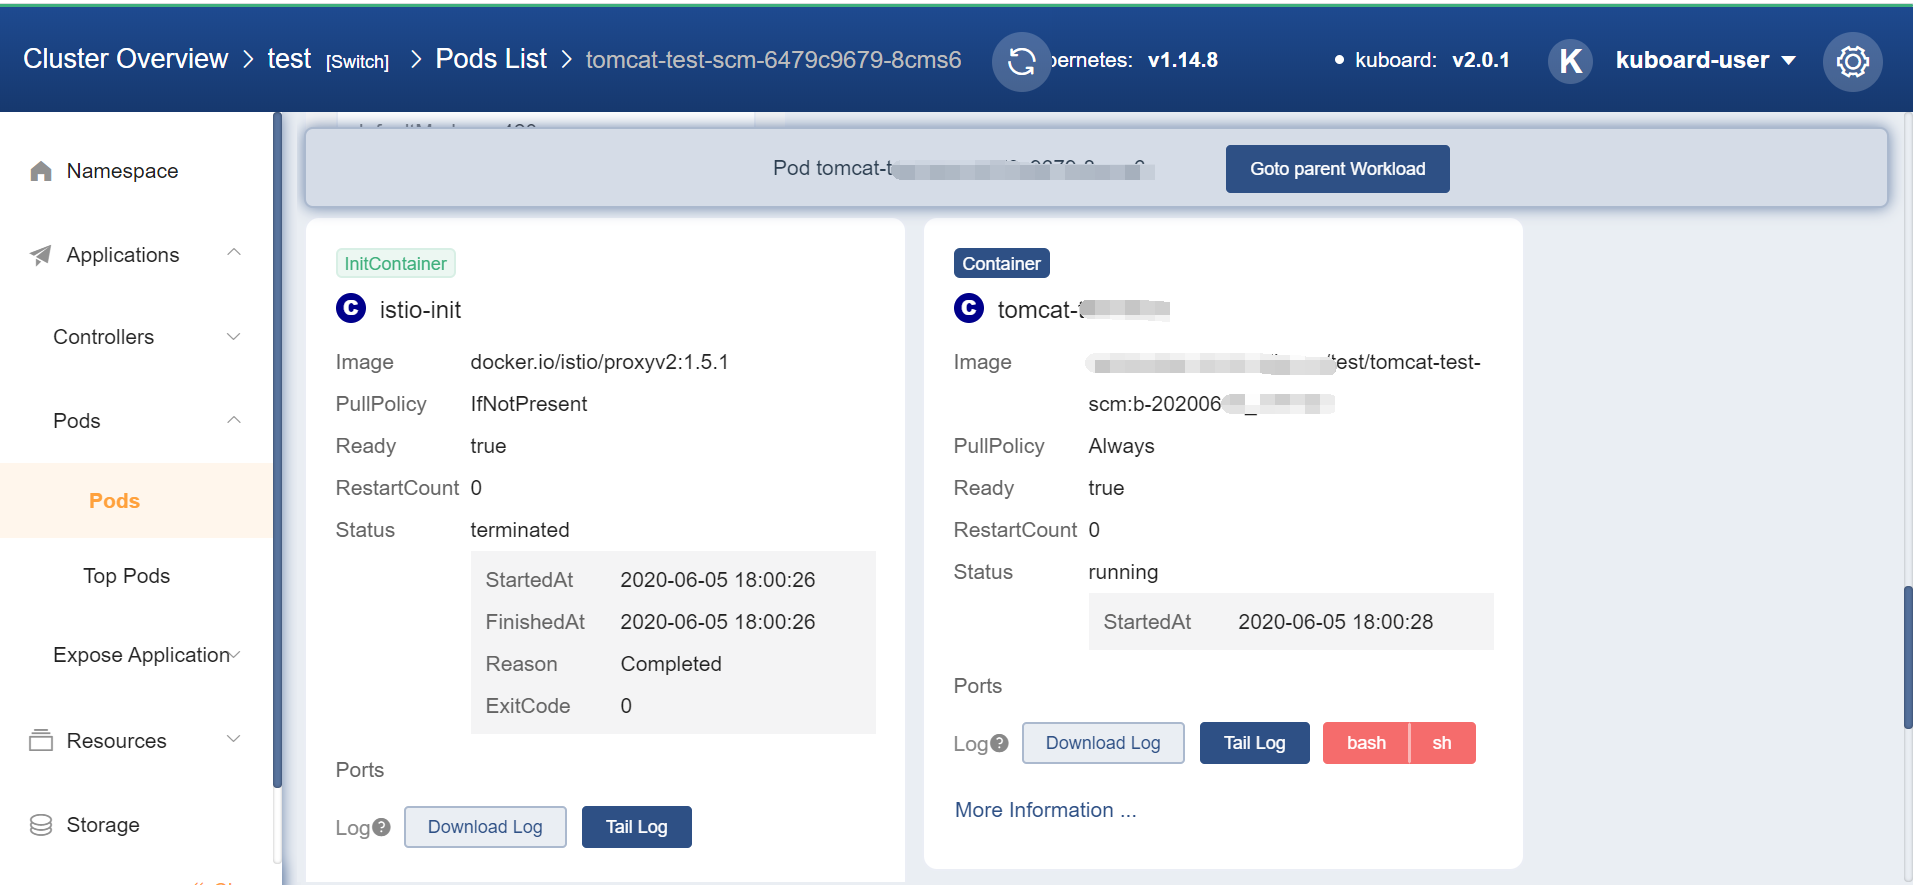 Cluster Overview > test [Switch] > Pods List > tomcat-test-scm-6479c9679-8cms6
bernetes: v1.14.8
• kuboard: v2.0.1
K kuboard-user
Namespace
Applications
Controllers
Pods
Pods
Top Pods
Expose Application
Resources
Storage
Pod tomcat-t
Goto parent Workload
InitContainer
C istio-init
Image docker.io/istio/proxyv2:1.5.1
PullPolicy IfNotPresent
Ready true
RestartCount 0
Status terminated
StartedAt 2020-06-05 18:00:26
FinishedAt 2020-06-05 18:00:26
Reason Completed
ExitCode 0
Ports
Log? Download Log Tail Log
Container
C tomcat-
Image test/tomcat-test-
scm:b-202006
PullPolicy Always
Ready true
RestartCount 0
Status running
StartedAt 2020-06-05 18:00:28
Ports
Log? Download Log Tail Log bash sh
More Information ...